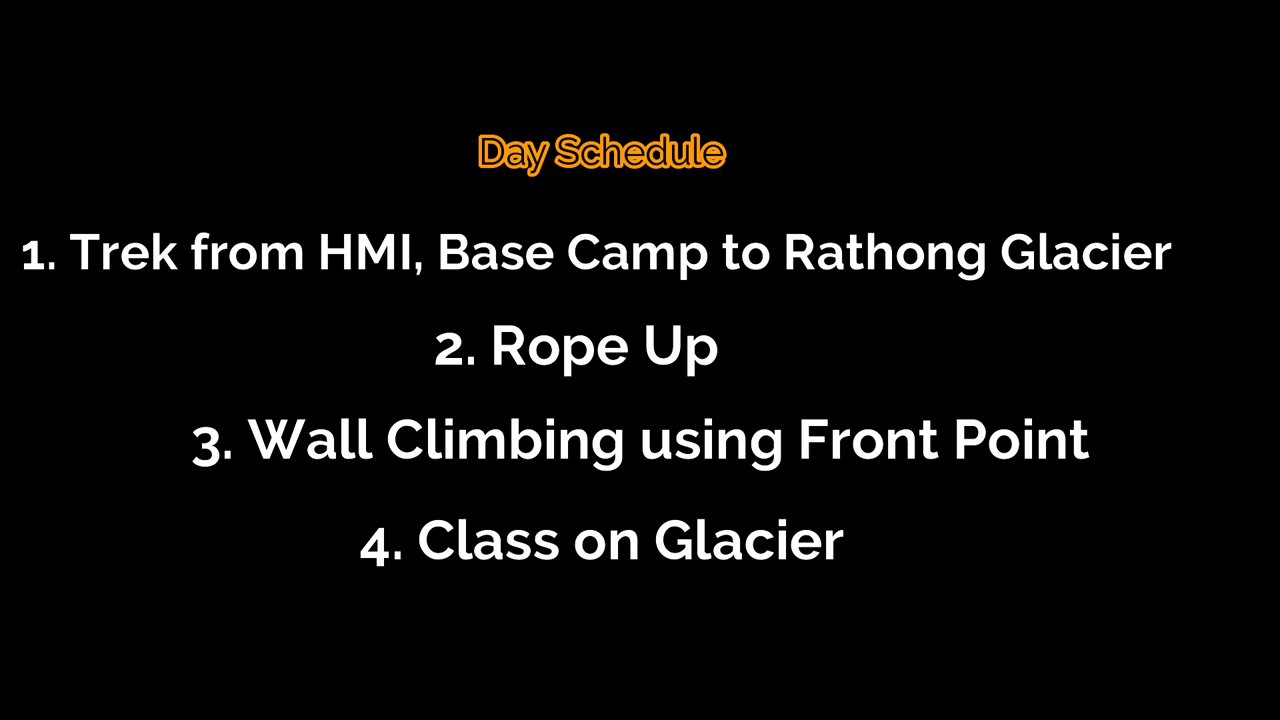 Day Schedule
1. Trek from HMI, Base Camp to Rathong Glacier
2. Rope Up
3. Wall Climbing using Front Point
4. Class on Glacier